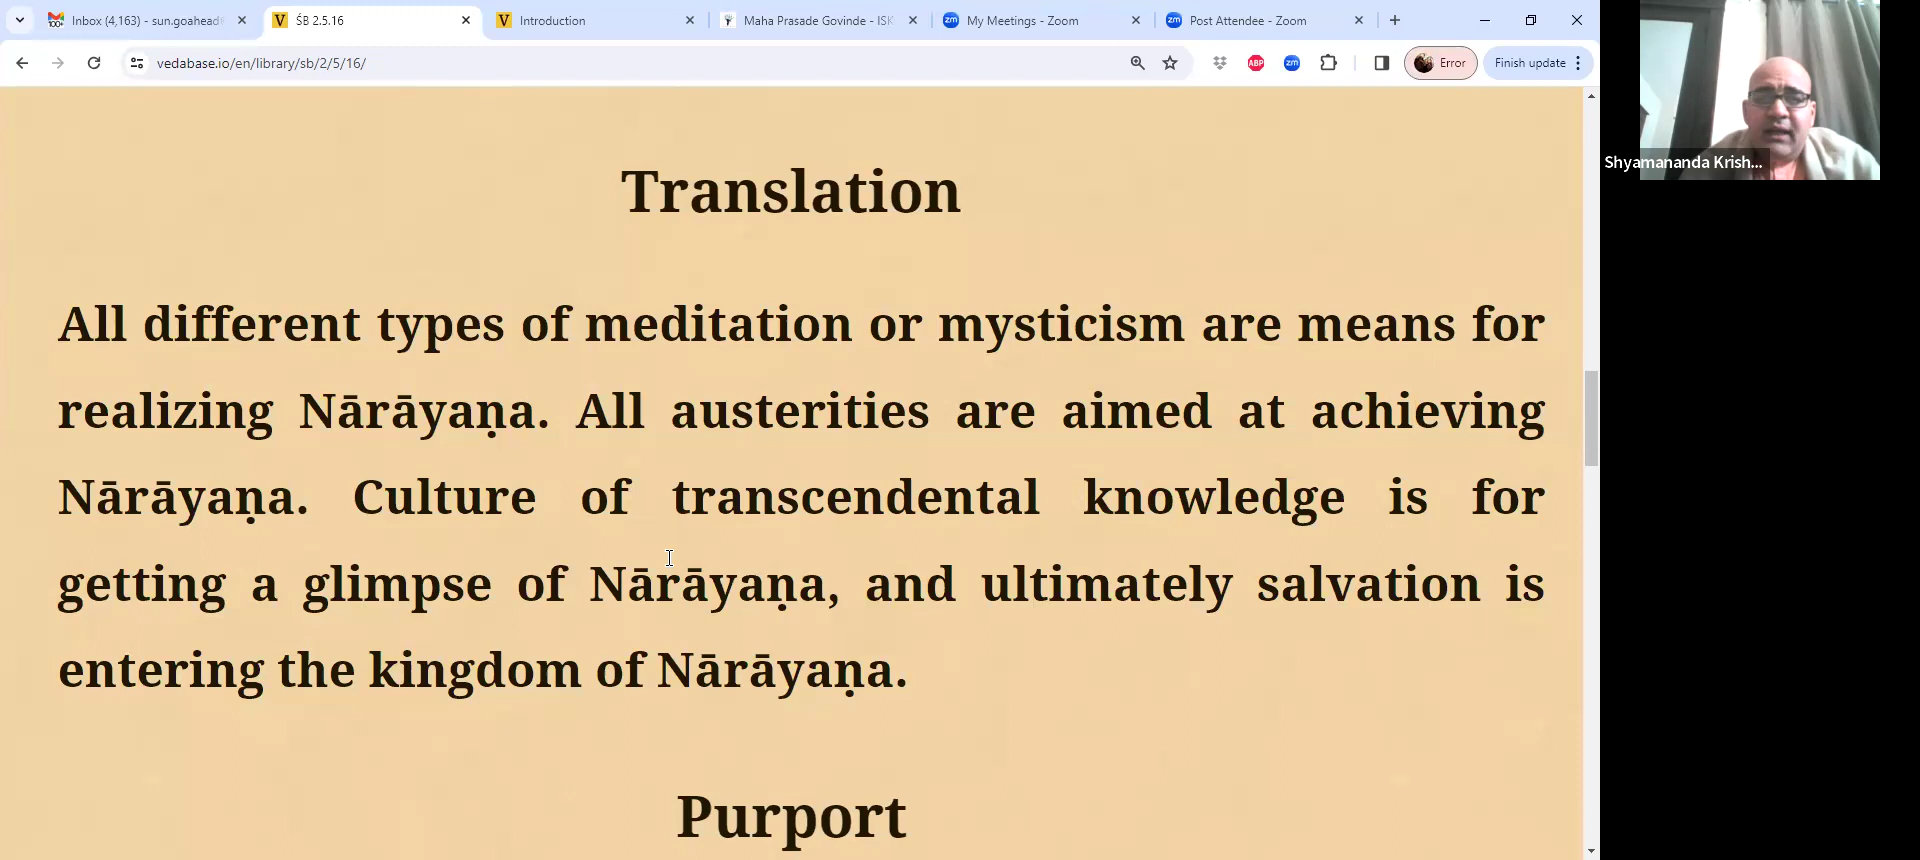 Inbox (4,163) - sun.goahead
ŚB 2.5.16
Introduction
Maha Prasade Govinde - ISK
My Meetings - Zoom
Post Attendee - Zoom
vedabase.io/en/library/sb/2/5/16/
ABP
zm
Error
Finish update
Shyamananda Krish...
Translation
All different types of meditation or mysticism are means for
realizing Nārāyaṇa. All austerities are aimed at achieving
Nārāyaṇa. Culture of transcendental knowledge is for
getting a glimpse of Nārāyaṇa, and ultimately salvation is
entering the kingdom of Nārāyaṇa.
Purport